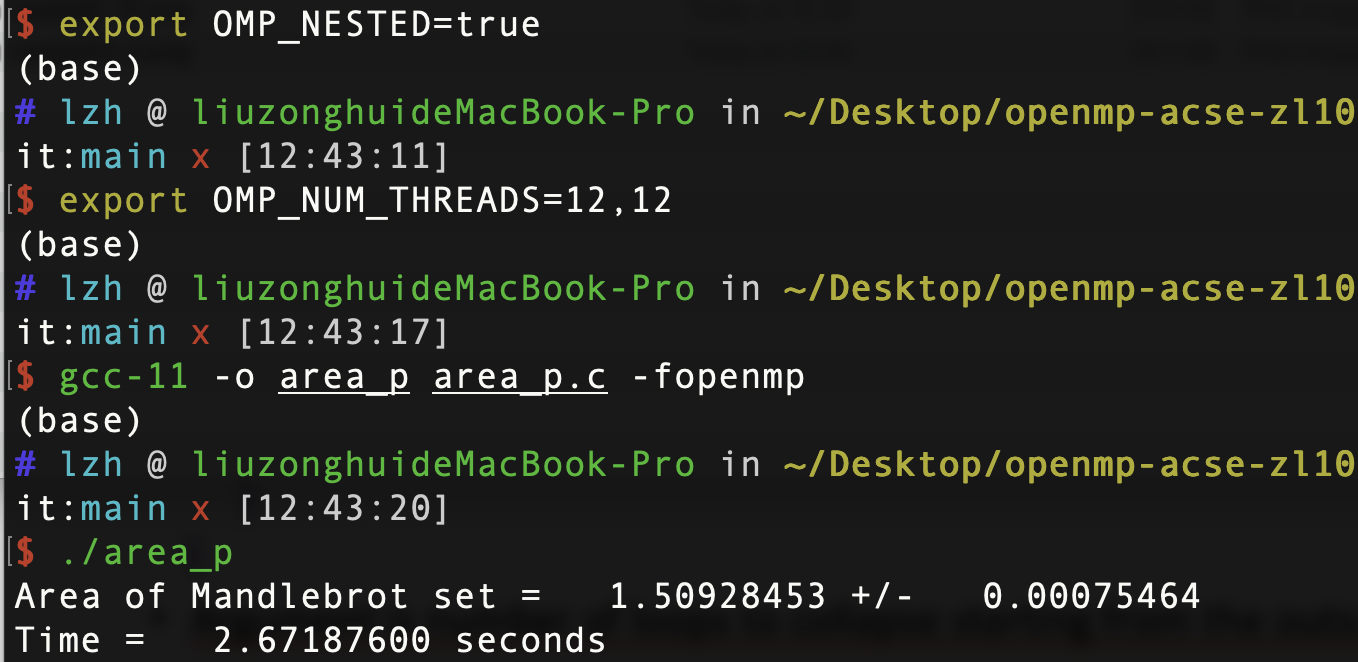 $ export OMP_NESTED=true
(base)
# lzh @ liuzonghuideMacBook-Pro in ~/Desktop/openmp-acse-zl10
it:main x [12:43:11]
$ export OMP_NUM_THREADS=12,12
(base)
# lzh @ liuzonghuideMacBook-Pro in ~/Desktop/openmp-acse-zl10
it:main x [12:43:17]
$ gcc-11 -o area_p area_p.c -fopenmp
(base)
# lzh @ liuzonghuideMacBook-Pro in ~/Desktop/openmp-acse-zl10
it:main x [12:43:20]
$ ./area_p
Area of Mandlebrot set =   1.50928453 +/-   0.00075464
Time =   2.67187600 seconds